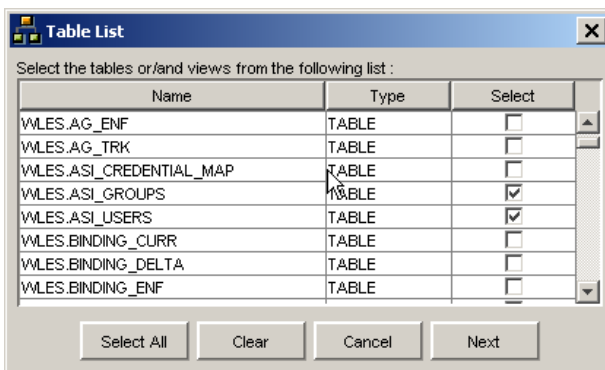 Table List
Select the tables or/and views from the following list :
Name Type Select
WLES.AG_ENF TABLE
WLES.AG_TRK TABLE
WLES.ASI_CREDENTIAL_MAP TABLE
WLES.ASI_GROUPS TABLE
WLES.ASI_USERS TABLE
WLES.BINDING_CURR TABLE
WLES.BINDING_DELTA TABLE
WLES.BINDING_ENF TABLE
Select All Clear Cancel Next